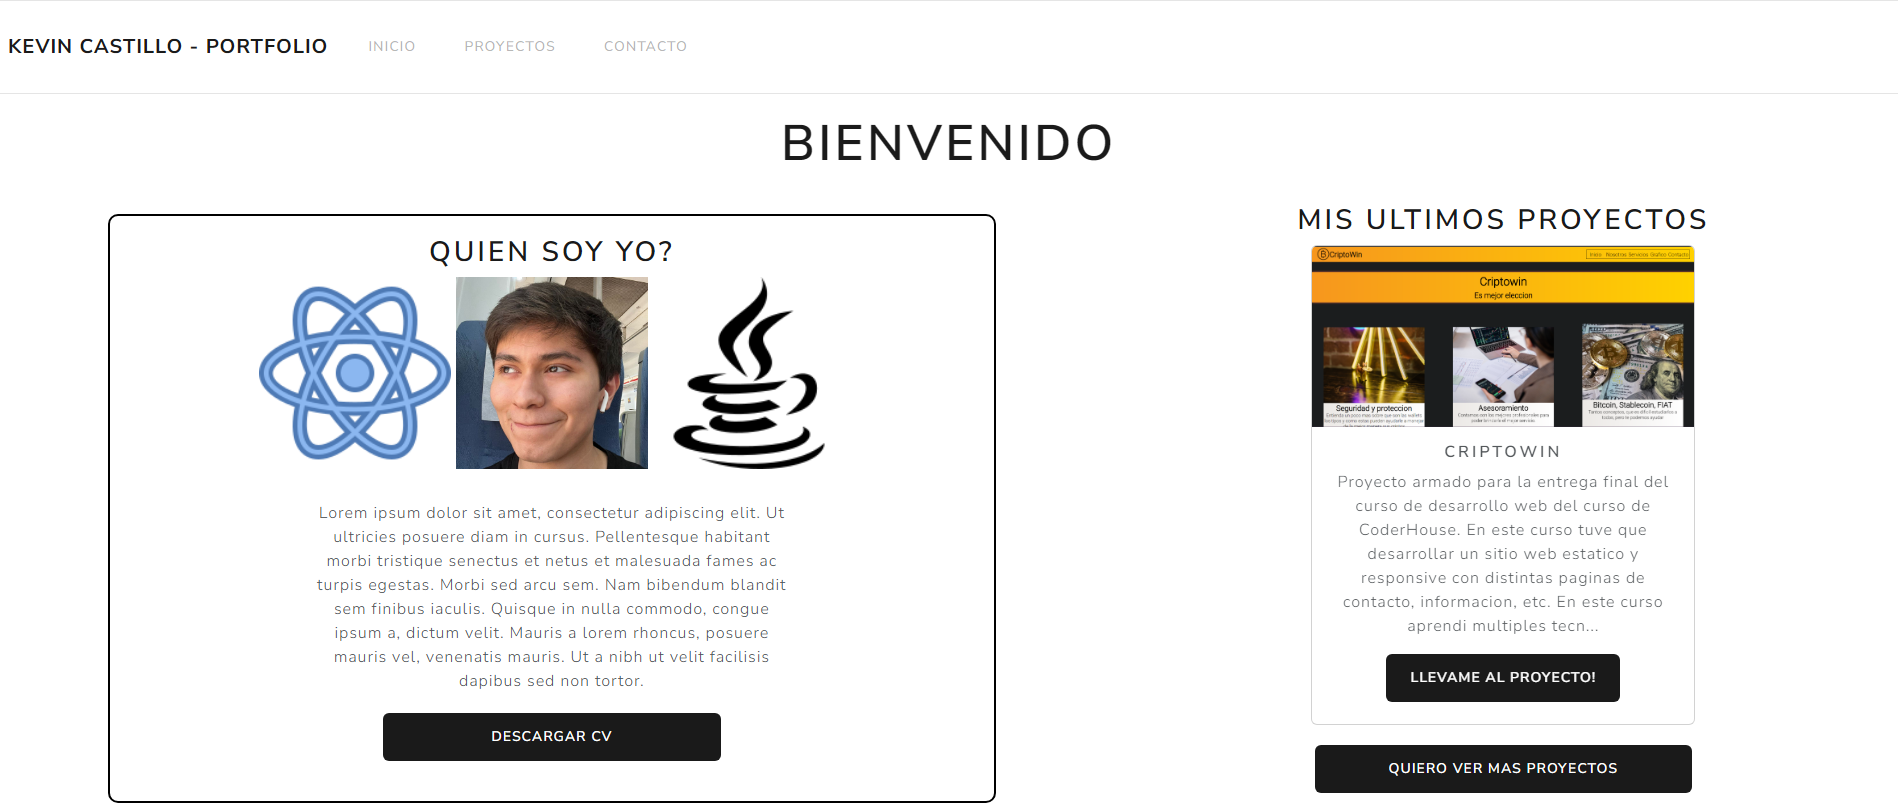 KEVIN CASTILLO - PORTFOLIO
INICIO
PROYECTOS
CONTACTO
BIENVENIDO
QUIEN SOY YO?
Lorem ipsum dolor sit amet, consectetur adipiscing elit. Ut
ultricies posuere diam in cursus. Pellentesque habitant
morbi tristique senectus et netus et malesuada fames ac
turpis egestas. Morbi sed arcu sem. Nam bibendum blandit
sem finibus iaculis. Quisque in nulla commodo, congue
ipsum a, dictum velit. Mauris a lorem rhoncus, posuere
mauris vel, venenatis mauris. Ut a nibh ut velit facilisis
dapibus sed non tortor.
DESCARGAR CV
MIS ULTIMOS PROYECTOS
CriptoWin
Inicio Nosotros Servicios Grafico Contacto
Criptowin
Es mejor eleccion
Seguridad y proteccion
Asesoramiento
Bitcoin, Stablecoin, FIAT
CRIPTOWIN
Proyecto armado para la entrega final del
curso de desarrollo web del curso de
CoderHouse. En este curso tuve que
desarrollar un sitio web estatico y
responsive con distintas paginas de
contacto, informacion, etc. En este curso
aprendi multiples tecn...
LLEVAME AL PROYECTO!
QUIERO VER MAS PROYECTOS